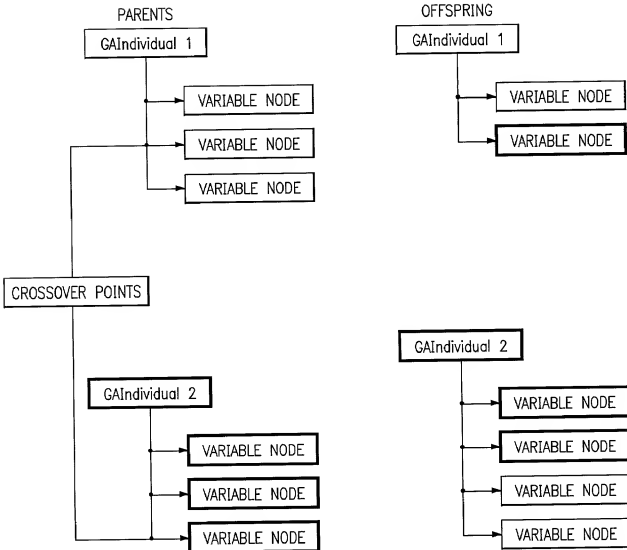 PARENTS
GAIndividual 1
VARIABLE NODE
VARIABLE NODE
VARIABLE NODE
CROSSOVER POINTS
GAIndividual 2
VARIABLE NODE
VARIABLE NODE
VARIABLE NODE
OFFSPRING
GAIndividual 1
VARIABLE NODE
VARIABLE NODE
GAIndividual 2
VARIABLE NODE
VARIABLE NODE
VARIABLE NODE
VARIABLE NODE